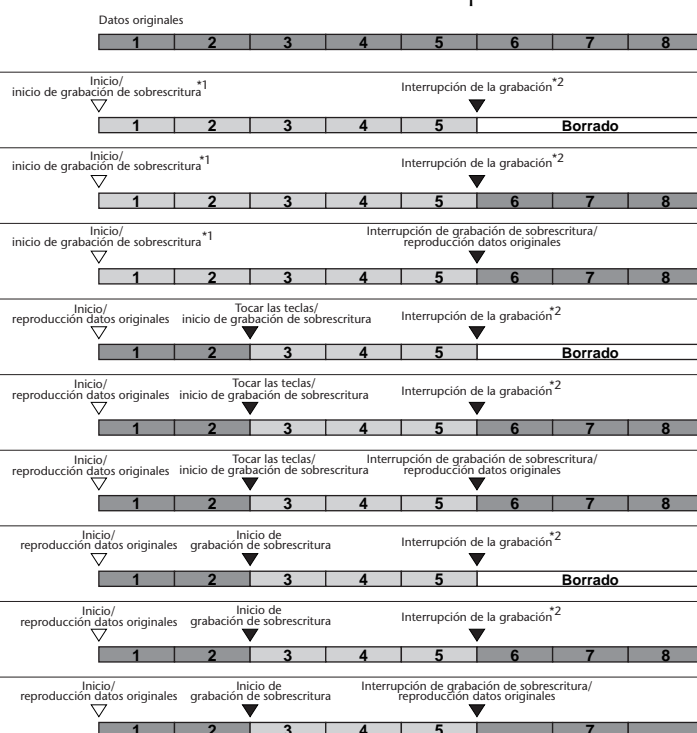 Datos originales
1 2 3 4 5 6 7 8
Inicio/
inicio de grabación de sobrescritura*1
Interrupción de la grabación*2
1 2 3 4 5 Borrado
Inicio/
inicio de grabación de sobrescritura*1
Interrupción de la grabación*2
1 2 3 4 5 6 7 8
Inicio/
inicio de grabación de sobrescritura*1
Interrupción de grabación de sobrescritura/
reproducción datos originales
1 2 3 4 5 6 7 8
Inicio/
reproducción datos originales
Tocar las teclas/
inicio de grabación de sobrescritura
Interrupción de la grabación*2
1 2 3 4 5 Borrado
Inicio/
reproducción datos originales
Tocar las teclas/
inicio de grabación de sobrescritura
Interrupción de la grabación*2
1 2 3 4 5 6 7 8
Inicio/
reproducción datos originales
Tocar las teclas/
inicio de grabación de sobrescritura
Interrupción de grabación de sobrescritura/
reproducción datos originales
1 2 3 4 5 6 7 8
Inicio/
reproducción datos originales
Inicio de
grabación de sobrescritura
Interrupción de la grabación*2
1 2 3 4 5 Borrado
Inicio/
reproducción datos originales
Inicio de
grabación de sobrescritura
Interrupción de la grabación*2
1 2 3 4 5 6 7 8
Inicio/
reproducción datos originales
Inicio de
grabación de sobrescritura
Interrupción de grabación de sobrescritura/
reproducción datos originales
1 2 3 4 5 7